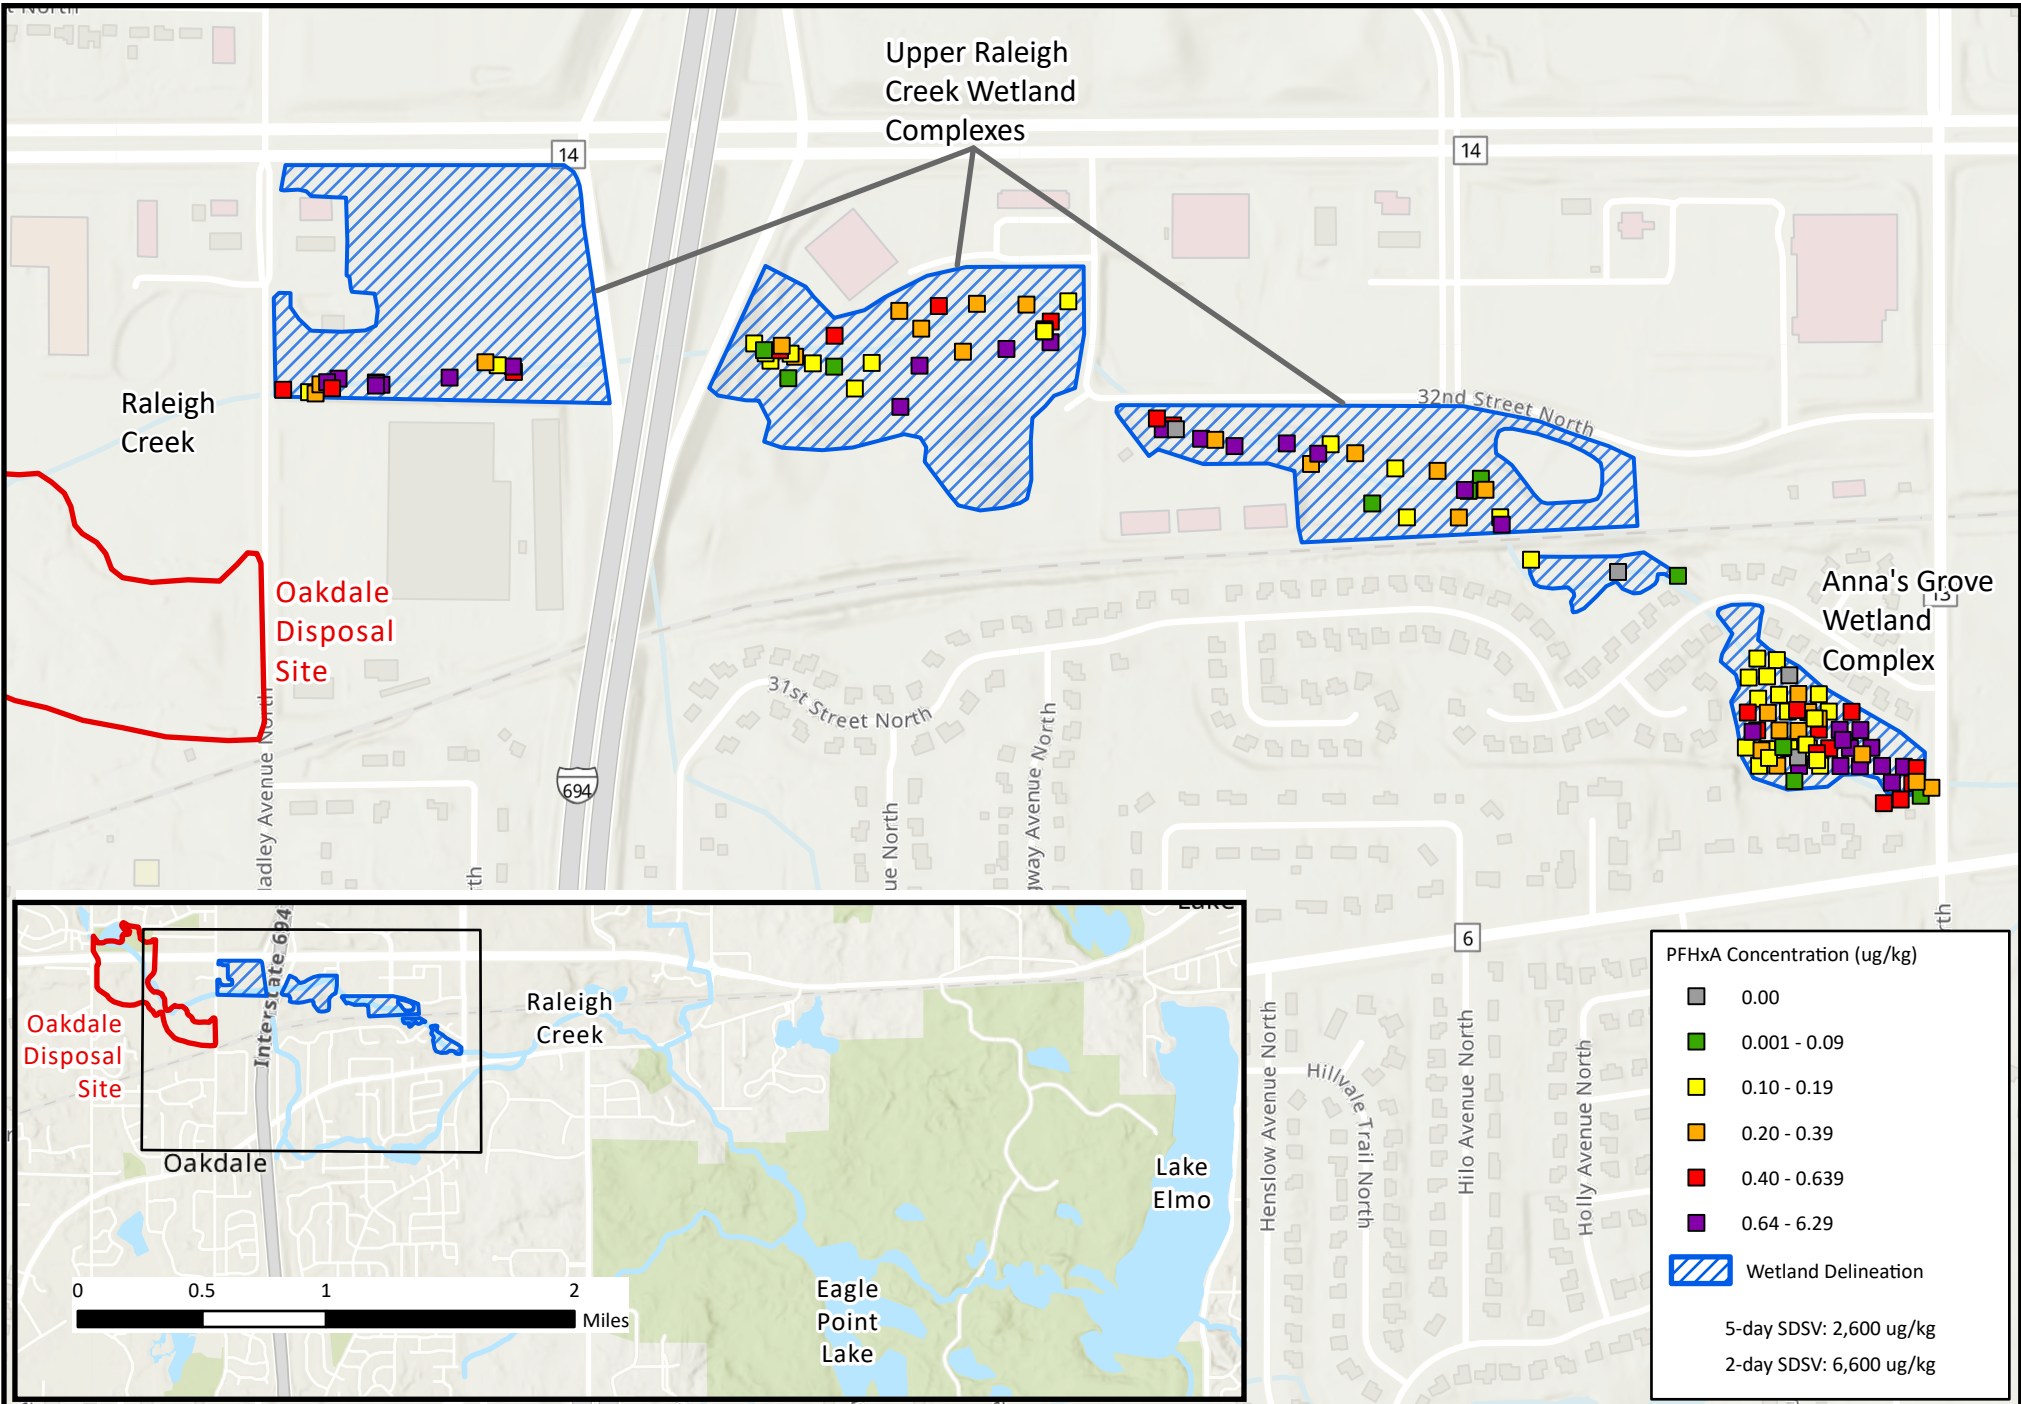 Upper Raleigh
Creek Wetland
Complexes
14
14
Raleigh
Creek
32nd Street North
Oakdale
Disposal
Site
Anna's Grove
Wetland
Complex
13
31st Street North
694
6
Henslow Avenue North
Hillvale Trail North
Hilo Avenue North
Holly Avenue North
Interstate 694
Oakdale
Disposal
Site
Raleigh
Creek
Oakdale
Lake
Elmo
Eagle
Point
Lake
0 0.5 1 2
Miles
PFHxA Concentration (ug/kg)
0.00
0.001 - 0.09
0.10 - 0.19
0.20 - 0.39
0.40 - 0.639
0.64 - 6.29
Wetland Delineation
5-day SDSV: 2,600 ug/kg
2-day SDSV: 6,600 ug/kg